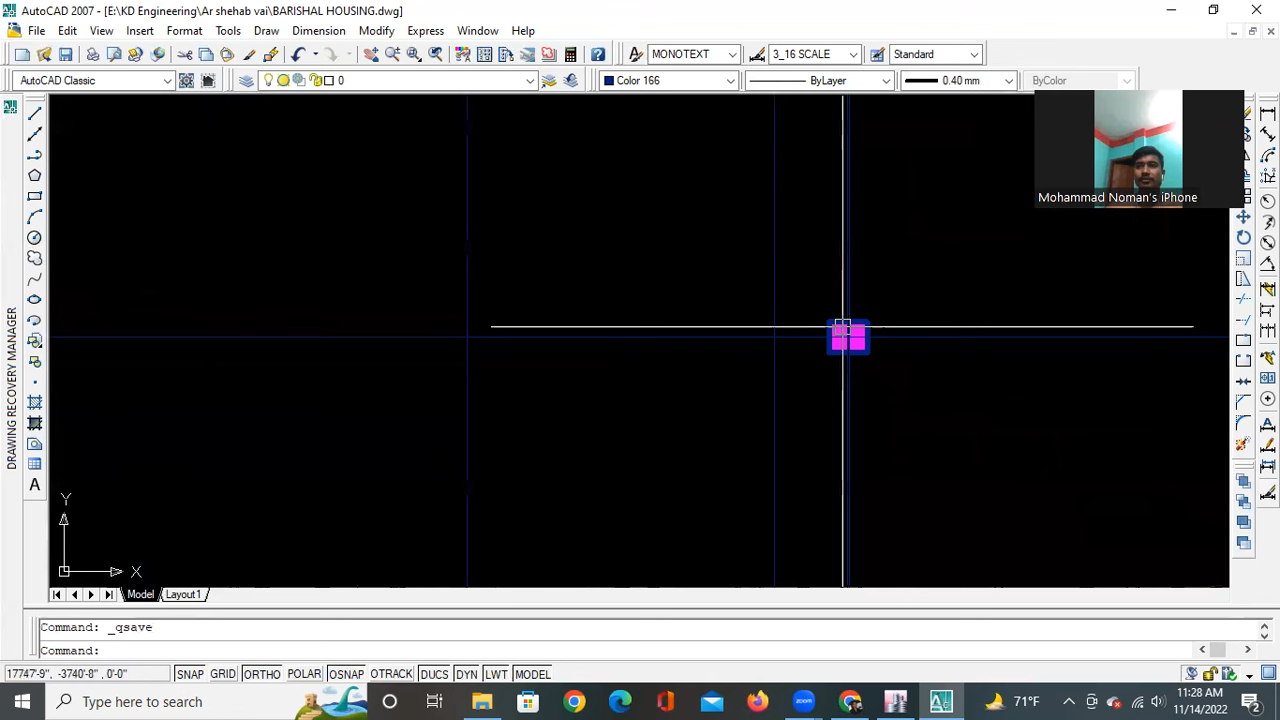 AutoCAD 2007 - [E:\KD Engineering\Ar shehab vai\BARISHAL HOUSING.dwg]
File Edit View Insert Format Tools Draw Dimension Modify Express Window Help
MONOTEXT 3_16 SCALE Standard
AutoCAD Classic 0 Color 166 ByLayer 0.40 mm ByColor
Mohammad Noman's iPhone
DRAWING RECOVERY MANAGER
Y
X
Model Layout1
Command: _qsave
Command:
17747'-9", -3740'-8", 0'-0" SNAP GRID ORTHO POLAR OSNAP OTRACK DUCS DYN LWT MODEL
Type here to search
71°F
11:28 AM
11/14/2022
2